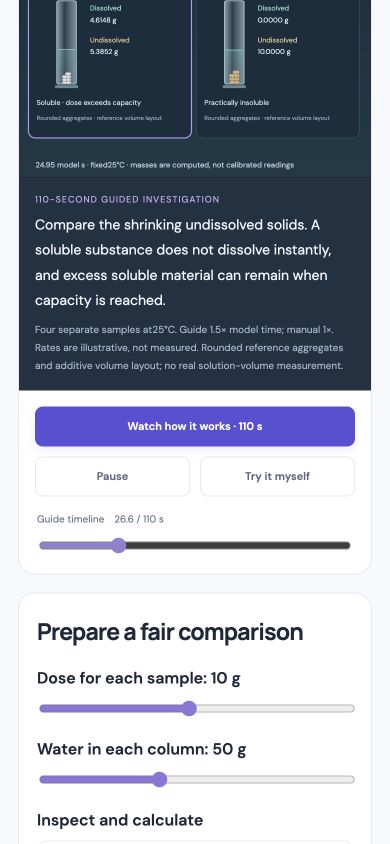 Dissolved
4.6148 g
Undissolved
5.3852 g
Soluble · dose exceeds capacity
Rounded aggregates · reference volume layout
Dissolved
0.0000 g
Undissolved
10.0000 g
Practically insoluble
Rounded aggregates · reference volume layout
24.95 model s · fixed25°C · masses are computed, not calibrated readings
110-SECOND GUIDED INVESTIGATION
Compare the shrinking undissolved solids. A
soluble substance does not dissolve instantly,
and excess soluble material can remain when
capacity is reached.
Four separate samples at25°C. Guide 1.5× model time; manual 1×.
Rates are illustrative, not measured. Rounded reference aggregates
and additive volume layout; no real solution-volume measurement.
Watch how it works · 110 s
Pause
Try it myself
Guide timeline 26.6 / 110 s
Prepare a fair comparison
Dose for each sample: 10 g
Water in each column: 50 g
Inspect and calculate